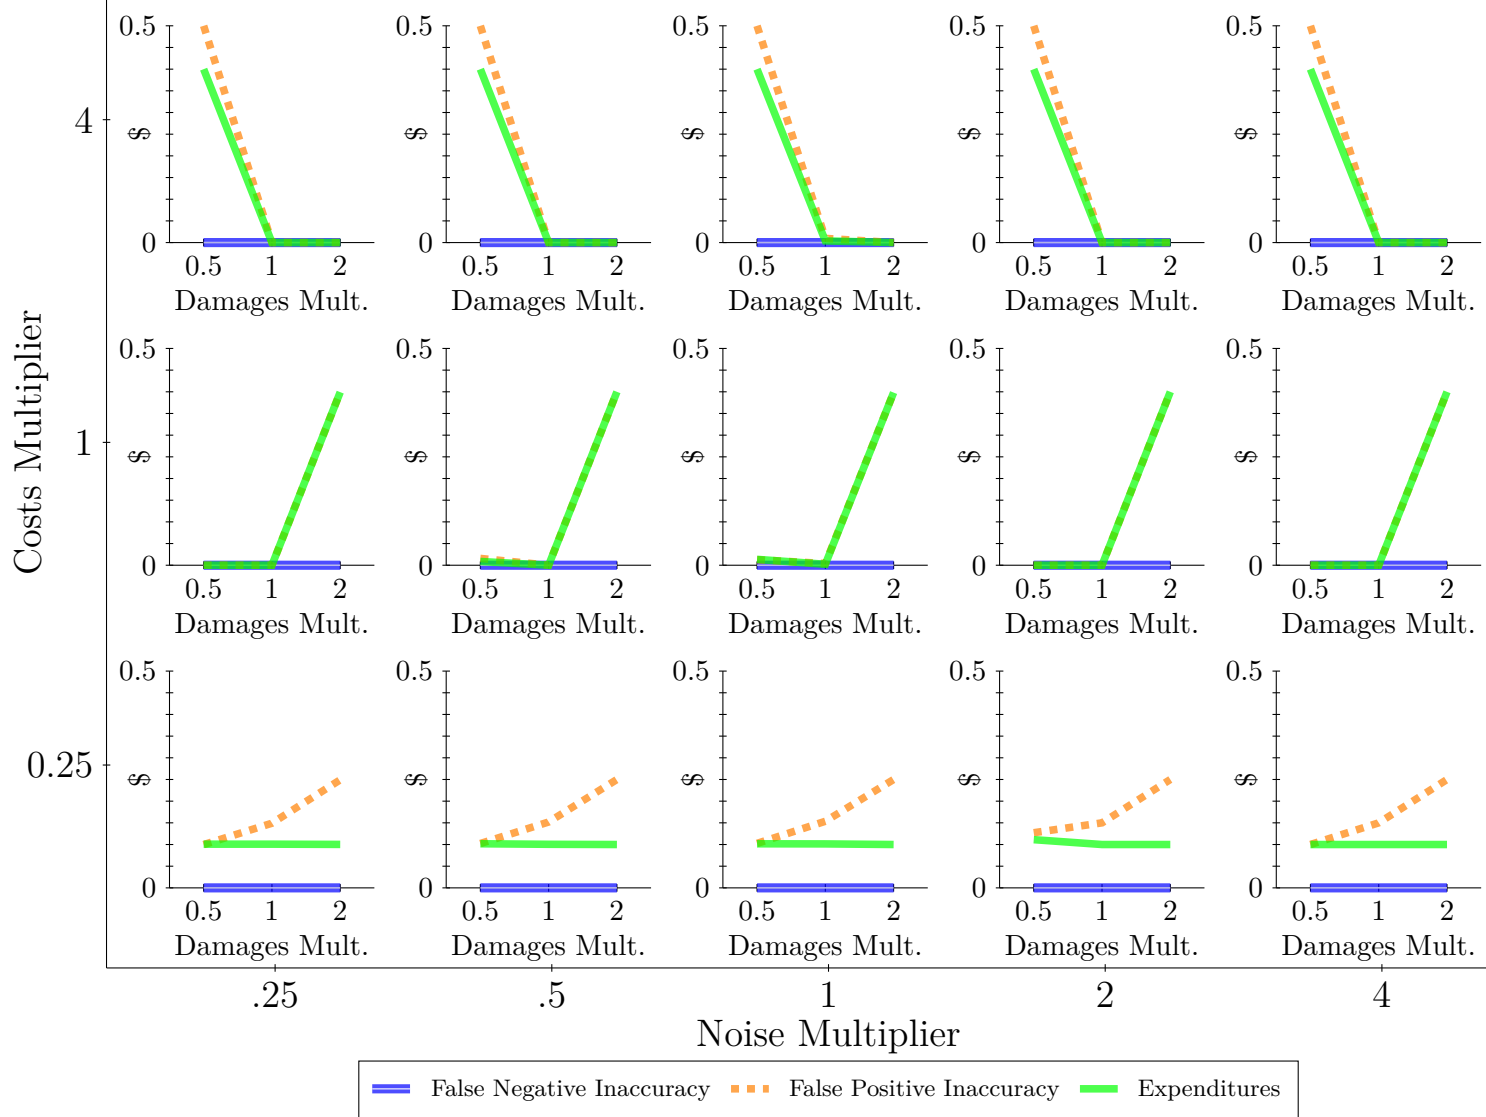 Costs Multiplier
4
0.5 0.5 0.5 0.5 0.5
$ $ $ $ $
0 0 0 0 0
0.5 1 2 0.5 1 2 0.5 1 2 0.5 1 2 0.5 1 2
Damages Mult. Damages Mult. Damages Mult. Damages Mult. Damages Mult.
1
0.5 0.5 0.5 0.5 0.5
$ $ $ $ $
0 0 0 0 0
0.5 1 2 0.5 1 2 0.5 1 2 0.5 1 2 0.5 1 2
Damages Mult. Damages Mult. Damages Mult. Damages Mult. Damages Mult.
0.25
0.5 0.5 0.5 0.5 0.5
$ $ $ $ $
0 0 0 0 0
0.5 1 2 0.5 1 2 0.5 1 2 0.5 1 2 0.5 1 2
Damages Mult. Damages Mult. Damages Mult. Damages Mult. Damages Mult.
.25 .5 1 2 4
Noise Multiplier
False Negative Inaccuracy False Positive Inaccuracy Expenditures